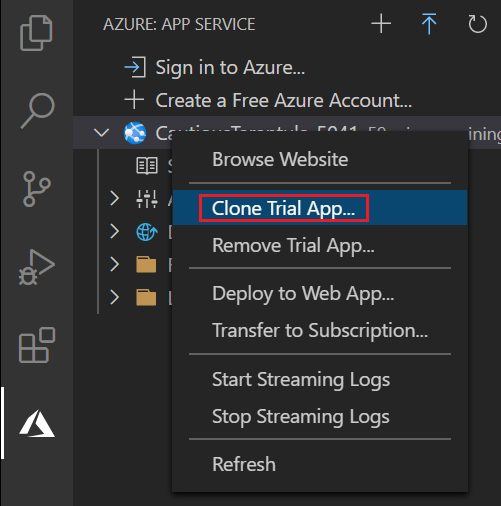 AZURE: APP SERVICE
Sign in to Azure...
Create a Free Azure Account...
Browse Website
Clone Trial App...
Remove Trial App...
Deploy to Web App...
Transfer to Subscription...
Start Streaming Logs
Stop Streaming Logs
Refresh